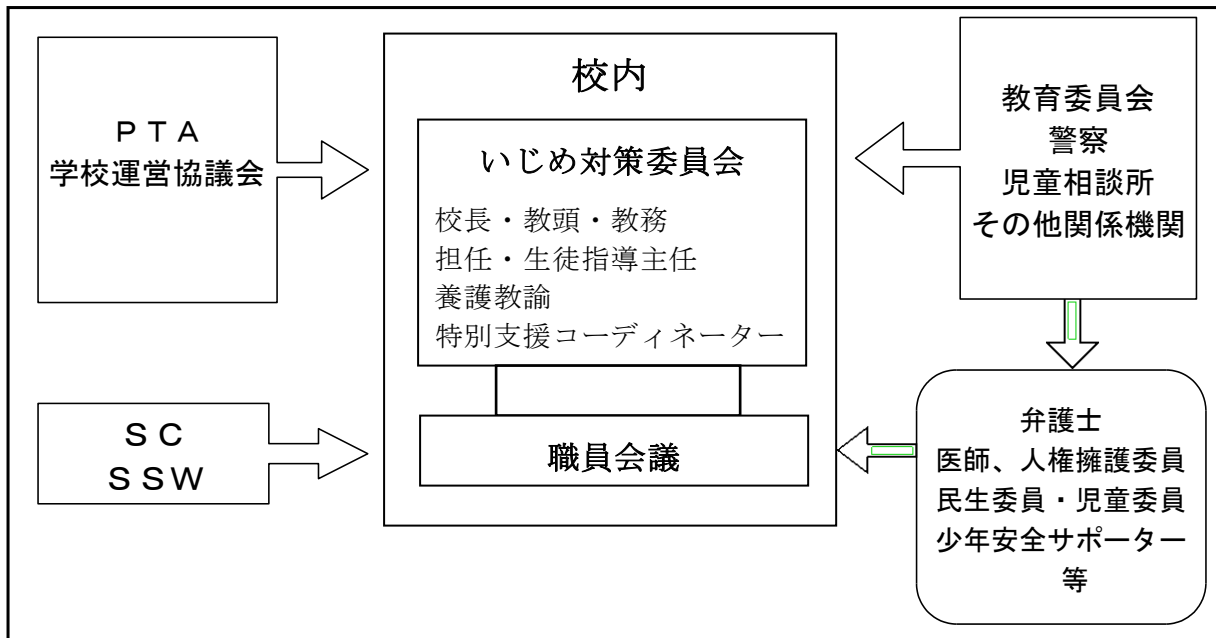 ＰＴＡ
学校運営協議会
ＳＣ
ＳＳＷ
校内
いじめ対策委員会
校長・教頭・教務
担任・生徒指導主任
養護教諭
特別支援コーディネーター
職員会議
教育委員会
警察
児童相談所
その他関係機関
弁護士
医師、人権擁護委員
民生委員・児童委員
少年安全サポーター
等